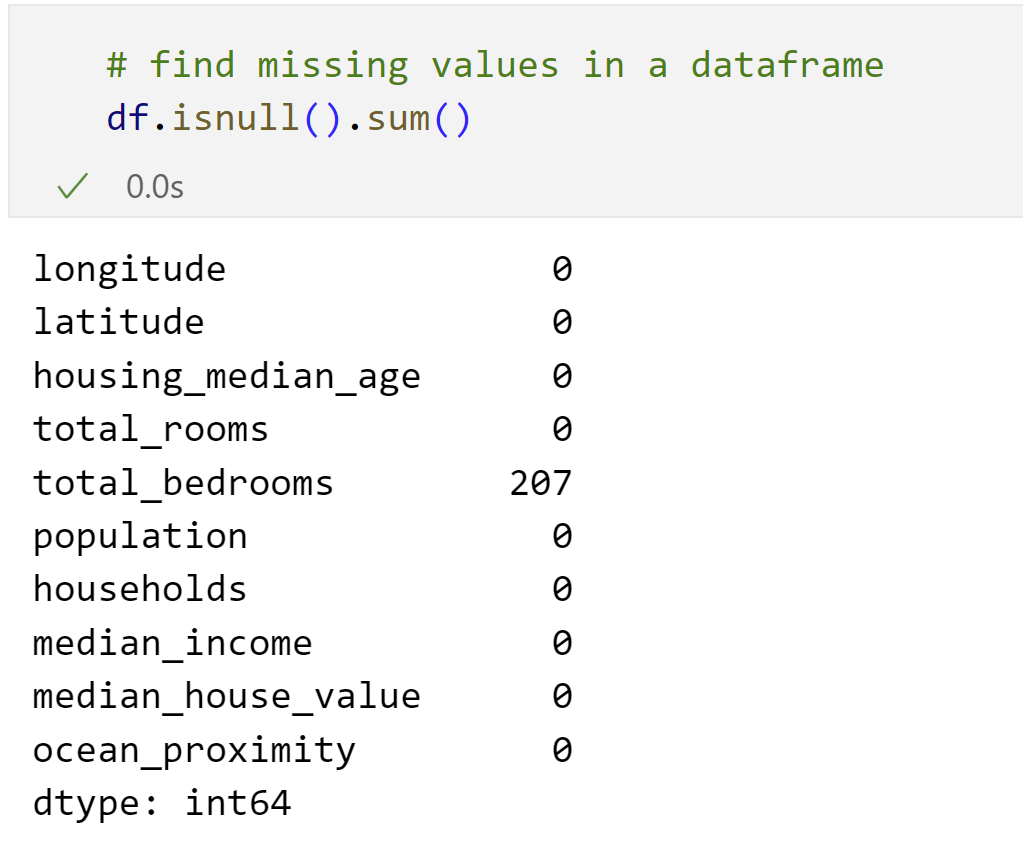 # find missing values in a dataframe
df.isnull().sum()
0.0s
longitude 0
latitude 0
housing_median_age 0
total_rooms 0
total_bedrooms 207
population 0
households 0
median_income 0
median_house_value 0
ocean_proximity 0
dtype: int64